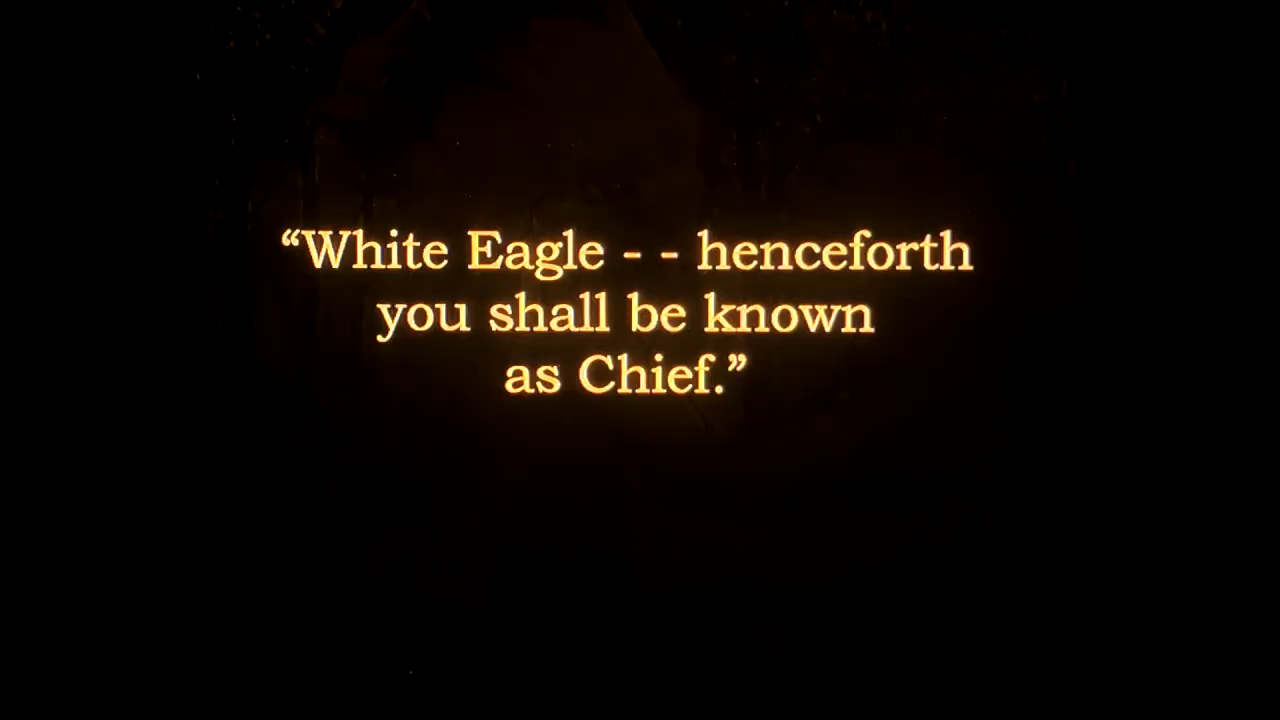 “White Eagle - - henceforth
you shall be known
as Chief.”